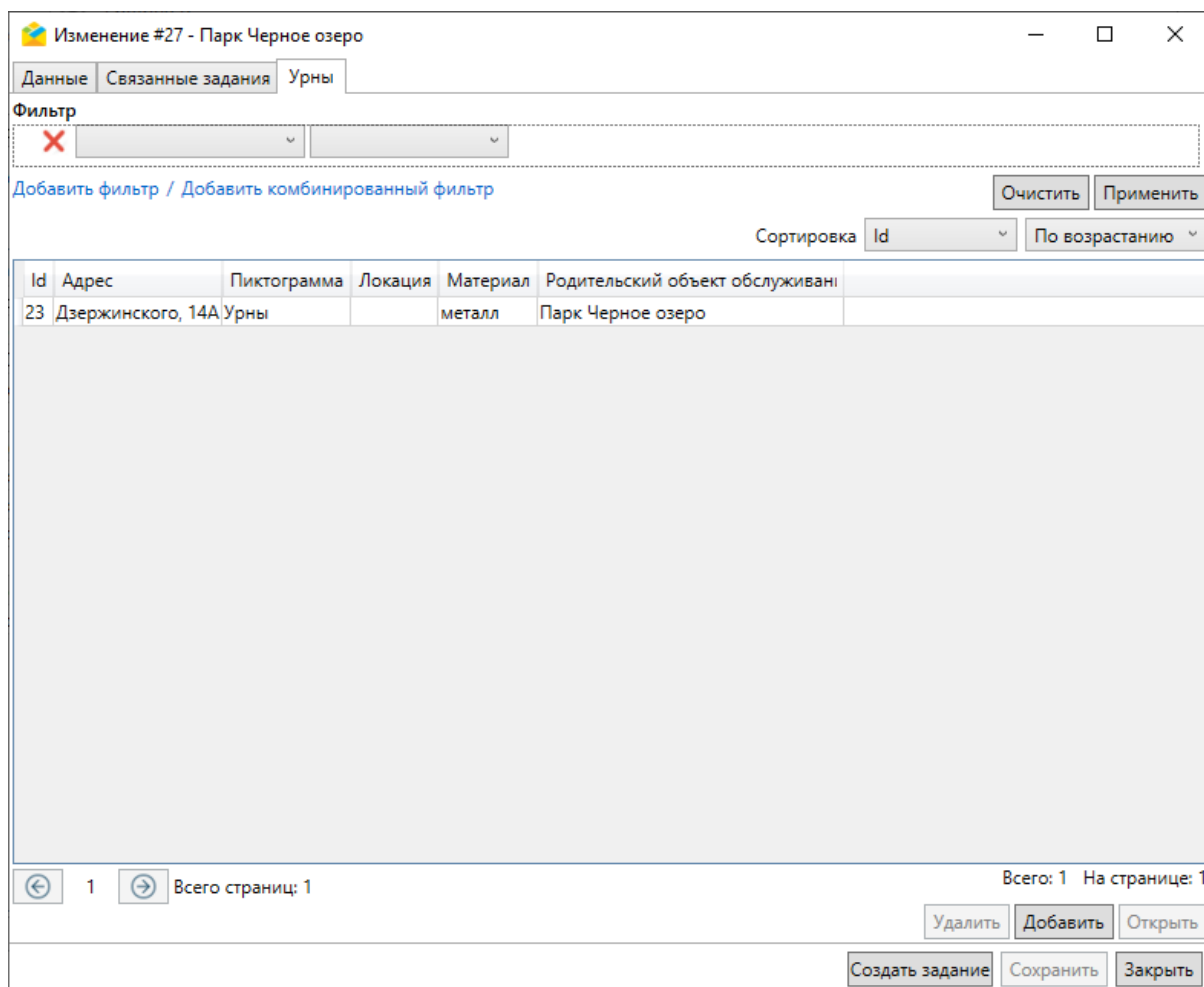 Изменение #27 - Парк Черное озеро
Данные Связанные задания Урны
Фильтр
Добавить фильтр / Добавить комбинированный фильтр Очистить Применить
Сортировка Id По возрастанию
Id Адрес Пиктограмма Локация Материал Родительский объект обслуживани
23 Дзержинского, 14А Урны металл Парк Черное озеро
1 Всего страниц: 1 Всего: 1 На странице: 1
Удалить Добавить Открыть
Создать задание Сохранить Закрыть